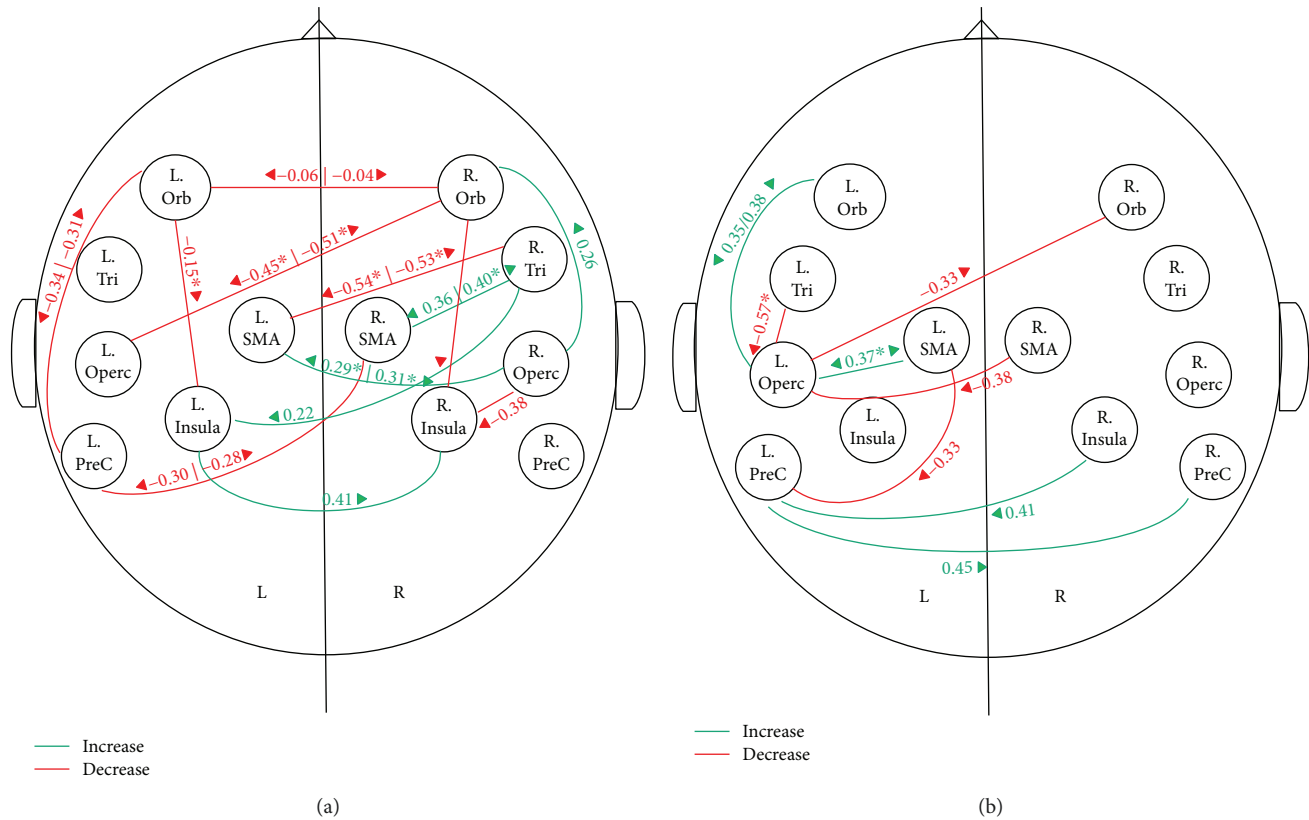 L.
Orb
R.
Orb
−0.06 | −0.04
−0.34 | −0.31
−0.15*
−0.45* | −0.51*
−0.54* | −0.53*
0.26
L.
Tri
R.
Tri
0.36 | 0.40*
L.
SMA
R.
SMA
L.
Operc
R.
Operc
0.29* | 0.31*
L.
Insula
0.22
R.
Insula
−0.38
L.
PreC
R.
PreC
−0.30 | −0.28
0.41
L
R
Increase
Decrease
(a)
L.
Orb
R.
Orb
0.35/0.38
L.
Tri
R.
Tri
−0.33
−0.57*
L.
SMA
R.
SMA
L.
Operc
0.37*
R.
Operc
−0.38
L.
Insula
R.
Insula
L.
PreC
−0.33
R.
PreC
0.41
0.45
L
R
Increase
Decrease
(b)